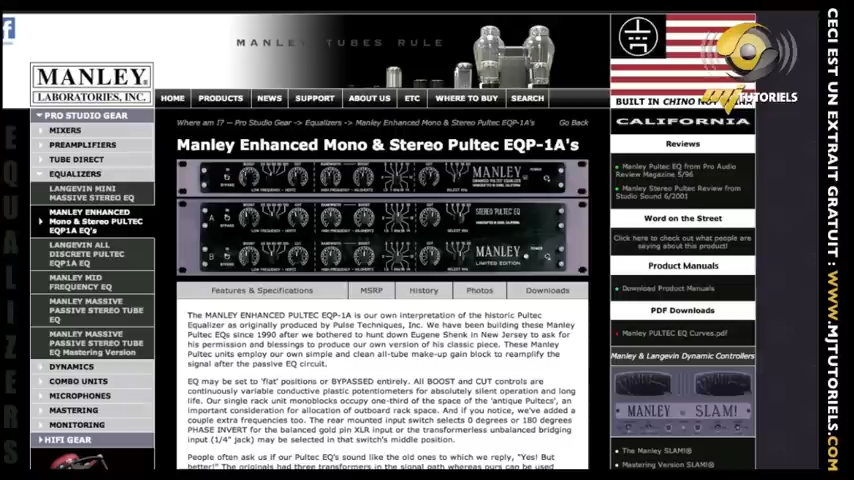 MANLEY TUBES RULE
MANLEY®
LABORATORIES, INC.
HOME
PRODUCTS
NEWS
SUPPORT
ABOUT US
ETC
WHERE TO BUY
SEARCH
PRO STUDIO GEAR
MIXERS
PREAMPLIFIERS
TUBE DIRECT
EQUALIZERS
LANGEVIN MINI
MASSIVE STEREO EQ
MANLEY ENHANCED
Mono & Stereo PULTEC
EQP1A EQ's
LANGEVIN ALL
DISCRETE PULTEC
EQP1A EQ
MANLEY MID
FREQUENCY EQ
MANLEY MASSIVE
PASSIVE STEREO TUBE
EQ
MANLEY MASSIVE
PASSIVE STEREO TUBE
EQ Mastering Version
DYNAMICS
COMBO UNITS
MICROPHONES
MASTERING
MONITORING
HIFI GEAR
EQUALIZERS
Where am I? -- Pro Studio Gear -> Equalizers -> Manley Enhanced Mono & Stereo Pultec EQP-1A's
Go Back
Manley Enhanced Mono & Stereo Pultec EQP-1A's
MANLEY
A
STEREO PULTEC EQ
B
MANLEY
LIMITED EDITION
Features & Specifications
MSRP
History
Photos
Downloads
The MANLEY ENHANCED PULTEC EQP-1A is our own interpretation of the historic Pultec
Equalizer as originally produced by Pulse Techniques, Inc. We have been building these Manley
Pultec EQs since 1990 after we bothered to hunt down Eugene Shenk in New Jersey to ask for
his permission and blessings to produce our own version of his classic piece. These Manley
Pultec units employ our own simple and clean all-tube make-up gain block to reamplify the
signal after the passive EQ circuit.
EQ may be set to 'flat' positions or BYPASSED entirely. All BOOST and CUT controls are
continuously variable conductive plastic potentiometers for absolutely silent operation and long
life. Our single rack unit monoblocks occupy one-third of the space of the 'antique Pultecs', an
important consideration for allocation of outboard rack space. And if you notice, we've added a
couple extra frequencies too. The rear mounted input switch selects 0 degrees or 180 degrees
PHASE INVERT for the balanced gold pin XLR input or the transformerless unbalanced bridging
input (1/4" jack) may be selected in that switch's middle position.
People often ask us if our Pultec EQ's sound like the old ones to which we reply, "Yes! But
better!" The originals had three transformers in the signal path whereas ours can be used
BUILT IN CHINO
CALIFORNIA
Reviews
Manley Pultec EQ from Pro Audio
Review Magazine 5/96
Manley Stereo Pultec Review from
Studio Sound 6/2001
Word on the Street
Click here to check out what people are
saying about this product!
Product Manuals
Download Product Manuals
PDF Downloads
Manley PULTEC EQ Curves.pdf
Manley & Langevin Dynamic Controllers
MANLEY SLAM!
The Manley SLAM!®
Mastering Version SLAM!®
mj TUTORIELS
CECI EST UN EXTRAIT GRATUIT : WWW.MJTUTORIELS.COM